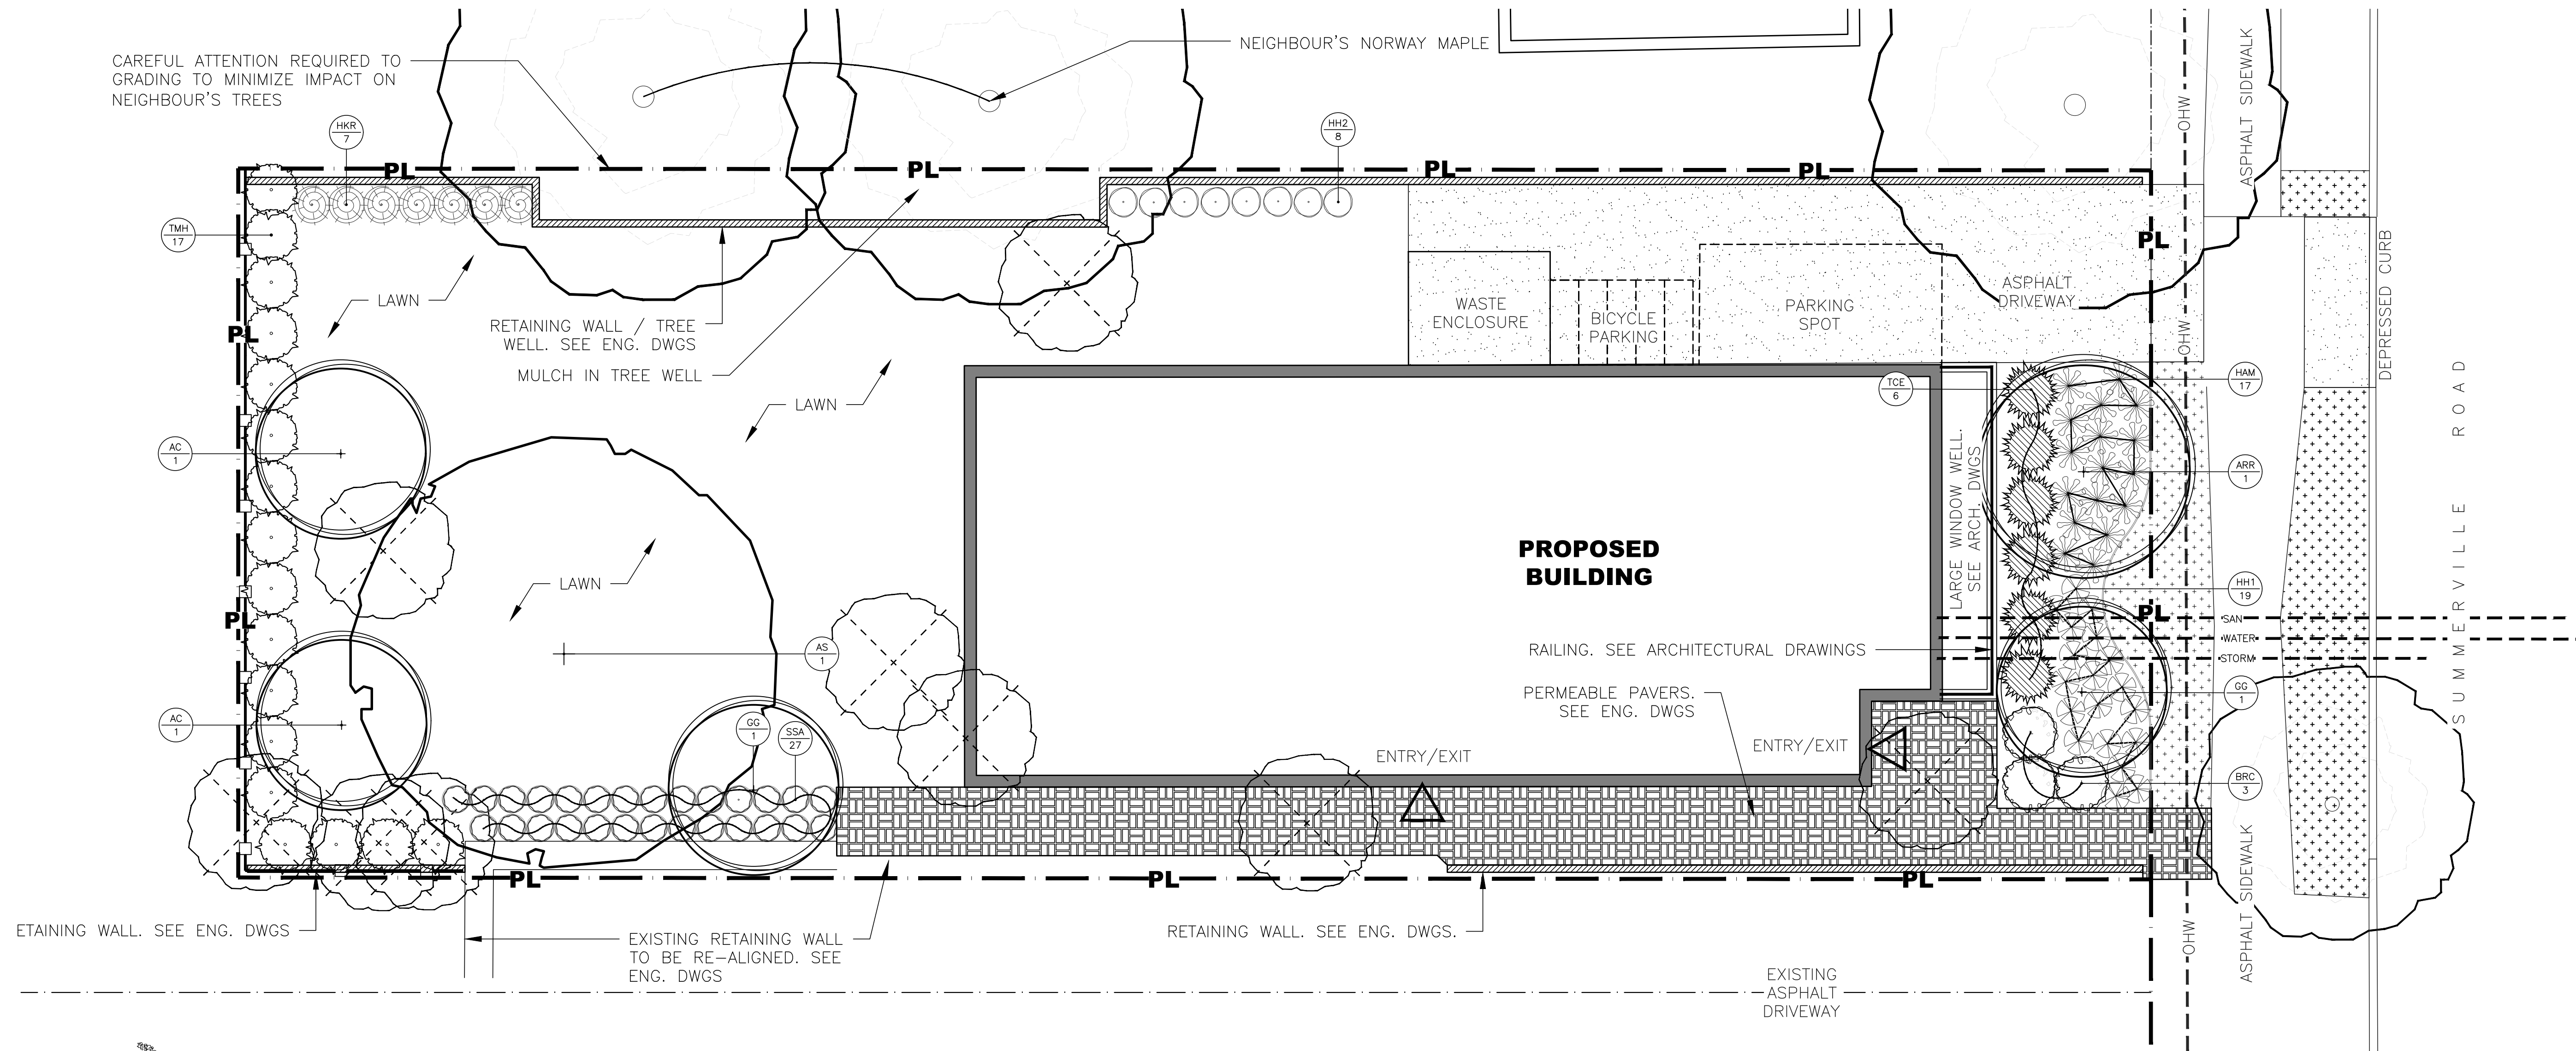 CAREFUL ATTENTION REQUIRED TO
GRADING TO MINIMIZE IMPACT ON
NEIGHBOUR'S TREES
NEIGHBOUR'S NORWAY MAPLE
HKR
7
HH2
8
OHW
ASPHALT SIDEWALK
PL
PL
PL
PL
TMH
17
PL
DEPRESSED CURB
LAWN
RETAINING WALL / TREE
WELL. SEE ENG. DWGS
MULCH IN TREE WELL
WASTE
ENCLOSURE
BICYCLE
PARKING
PARKING
SPOT
ASPHALT
DRIVEWAY
OHW
PL
LAWN
TCE
6
HAM
17
AC
1
ARR
1
LARGE WINDOW WELL.
SEE ARCH. DWGS
SUMMERVILLE ROAD
PROPOSED
BUILDING
LAWN
HH1
19
PL
PL
SAN
WATER
STORM
AS
1
RAILING. SEE ARCHITECTURAL DRAWINGS
PERMEABLE PAVERS.
SEE ENG. DWGS
GG
1
AC
1
GG
1
SSA
27
ENTRY/EXIT
ENTRY/EXIT
BRC
3
PL
PL
PL
OHW
ASPHALT SIDEWALK
ETAINING WALL. SEE ENG. DWGS
EXISTING RETAINING WALL
TO BE RE-ALIGNED. SEE
ENG. DWGS
RETAINING WALL. SEE ENG. DWGS.
EXISTING
ASPHALT
DRIVEWAY